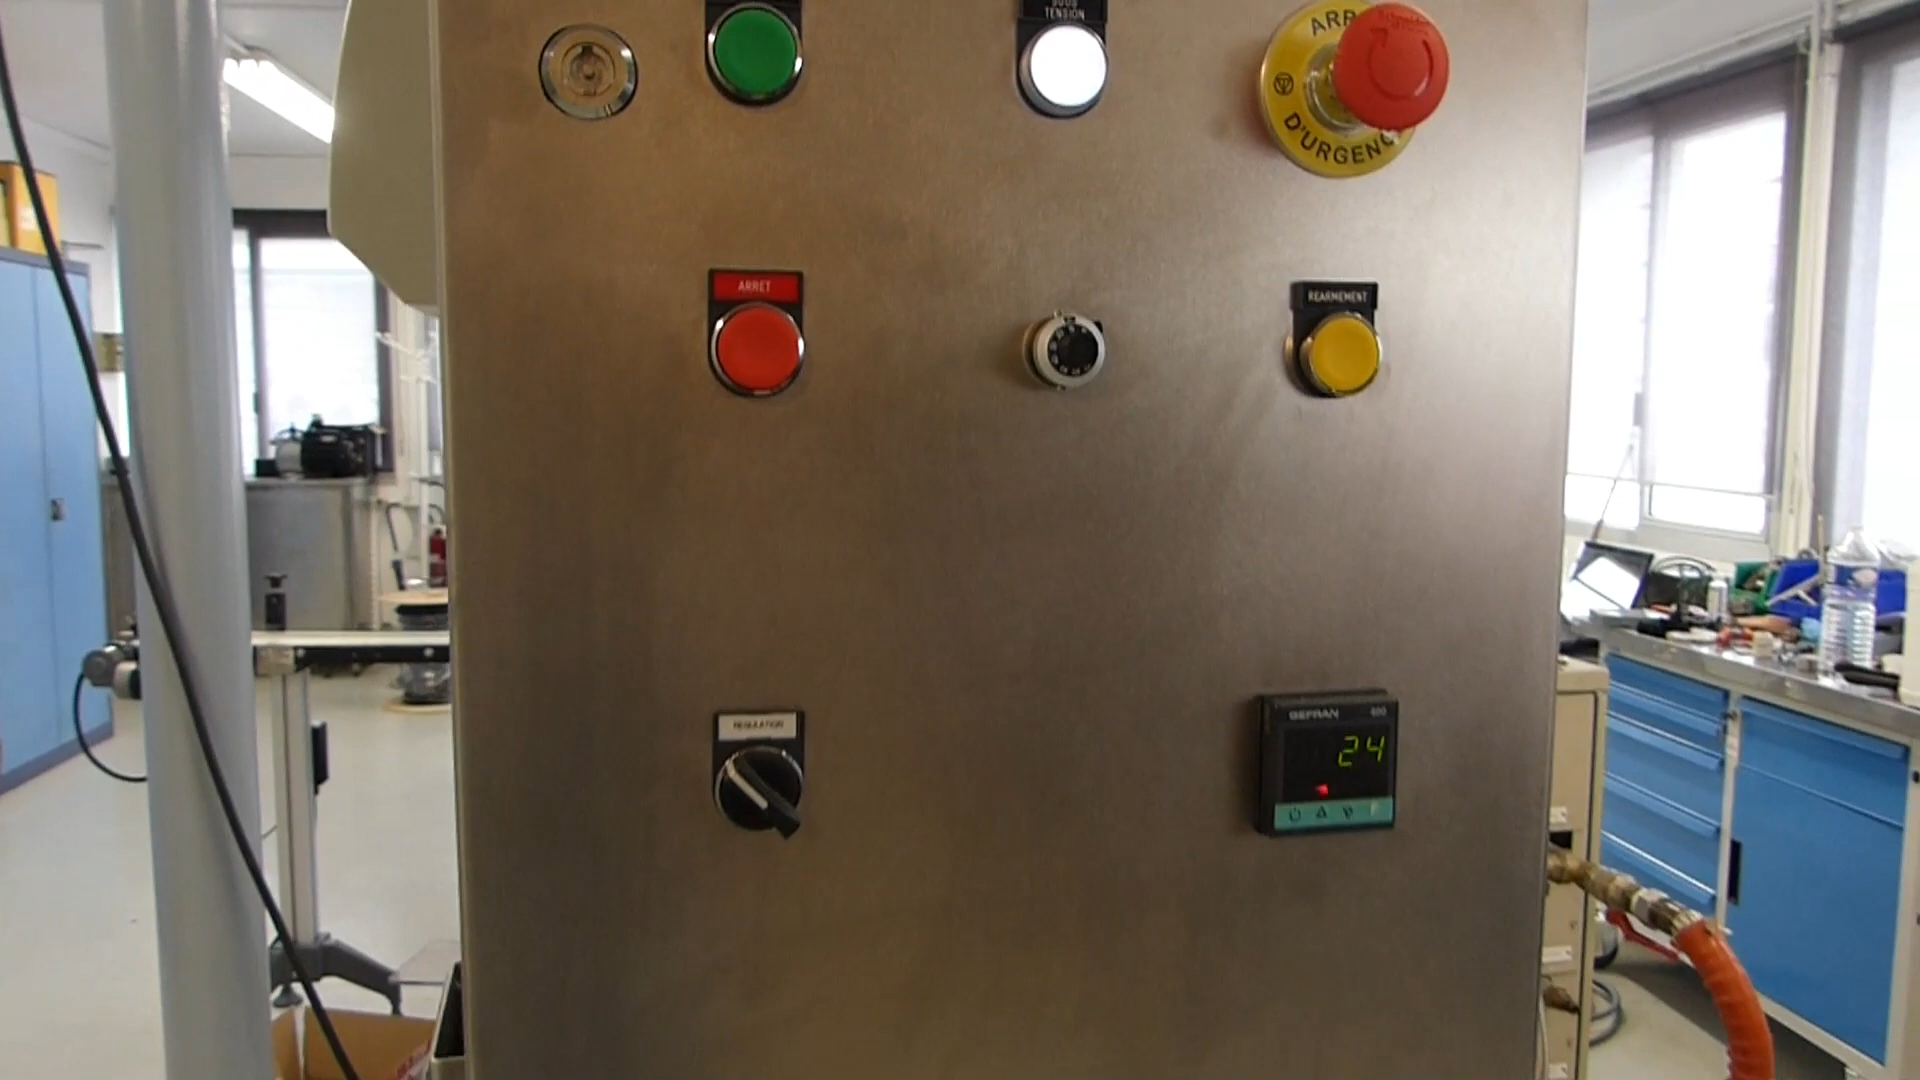 SOUS
TENSION
ARR
D'URGENC
ARRET
REARMEMENT
REGULATION
GEFRAN 600
24